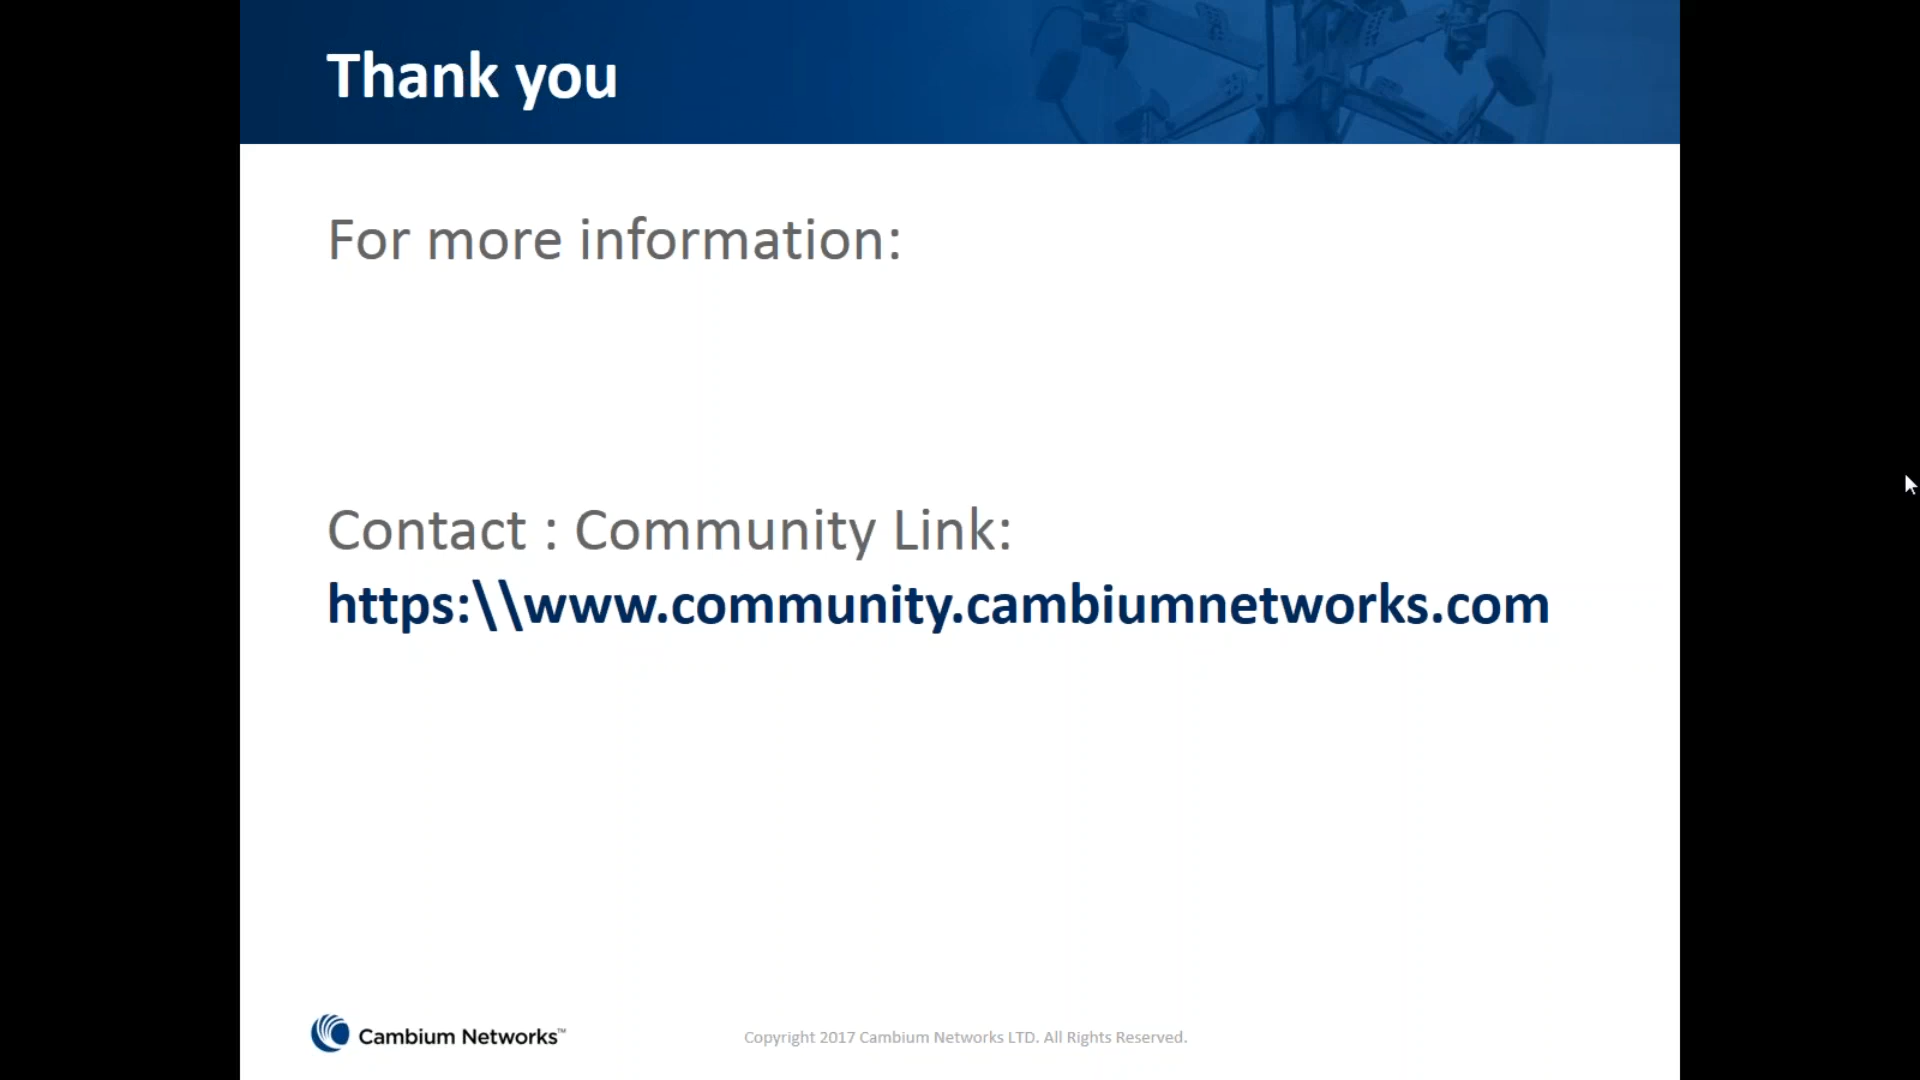 Thank you
For more information:
Contact : Community Link:
https:\\www.community.cambiumnetworks.com
Cambium Networks™
Copyright 2017 Cambium Networks LTD. All Rights Reserved.